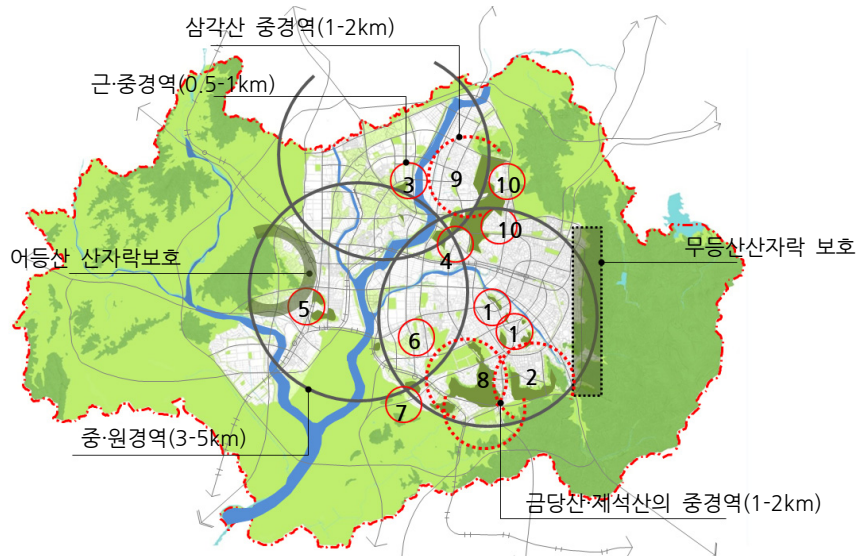 삼각산 중경역(1-2km)
근·중경역(0.5-1km)
3
9
10
10
4
어등산 산자락보호
무등산산자락 보호
5
1
1
6
8
2
7
중·원경역(3-5km)
금당산·제석산의 중경역(1-2km)